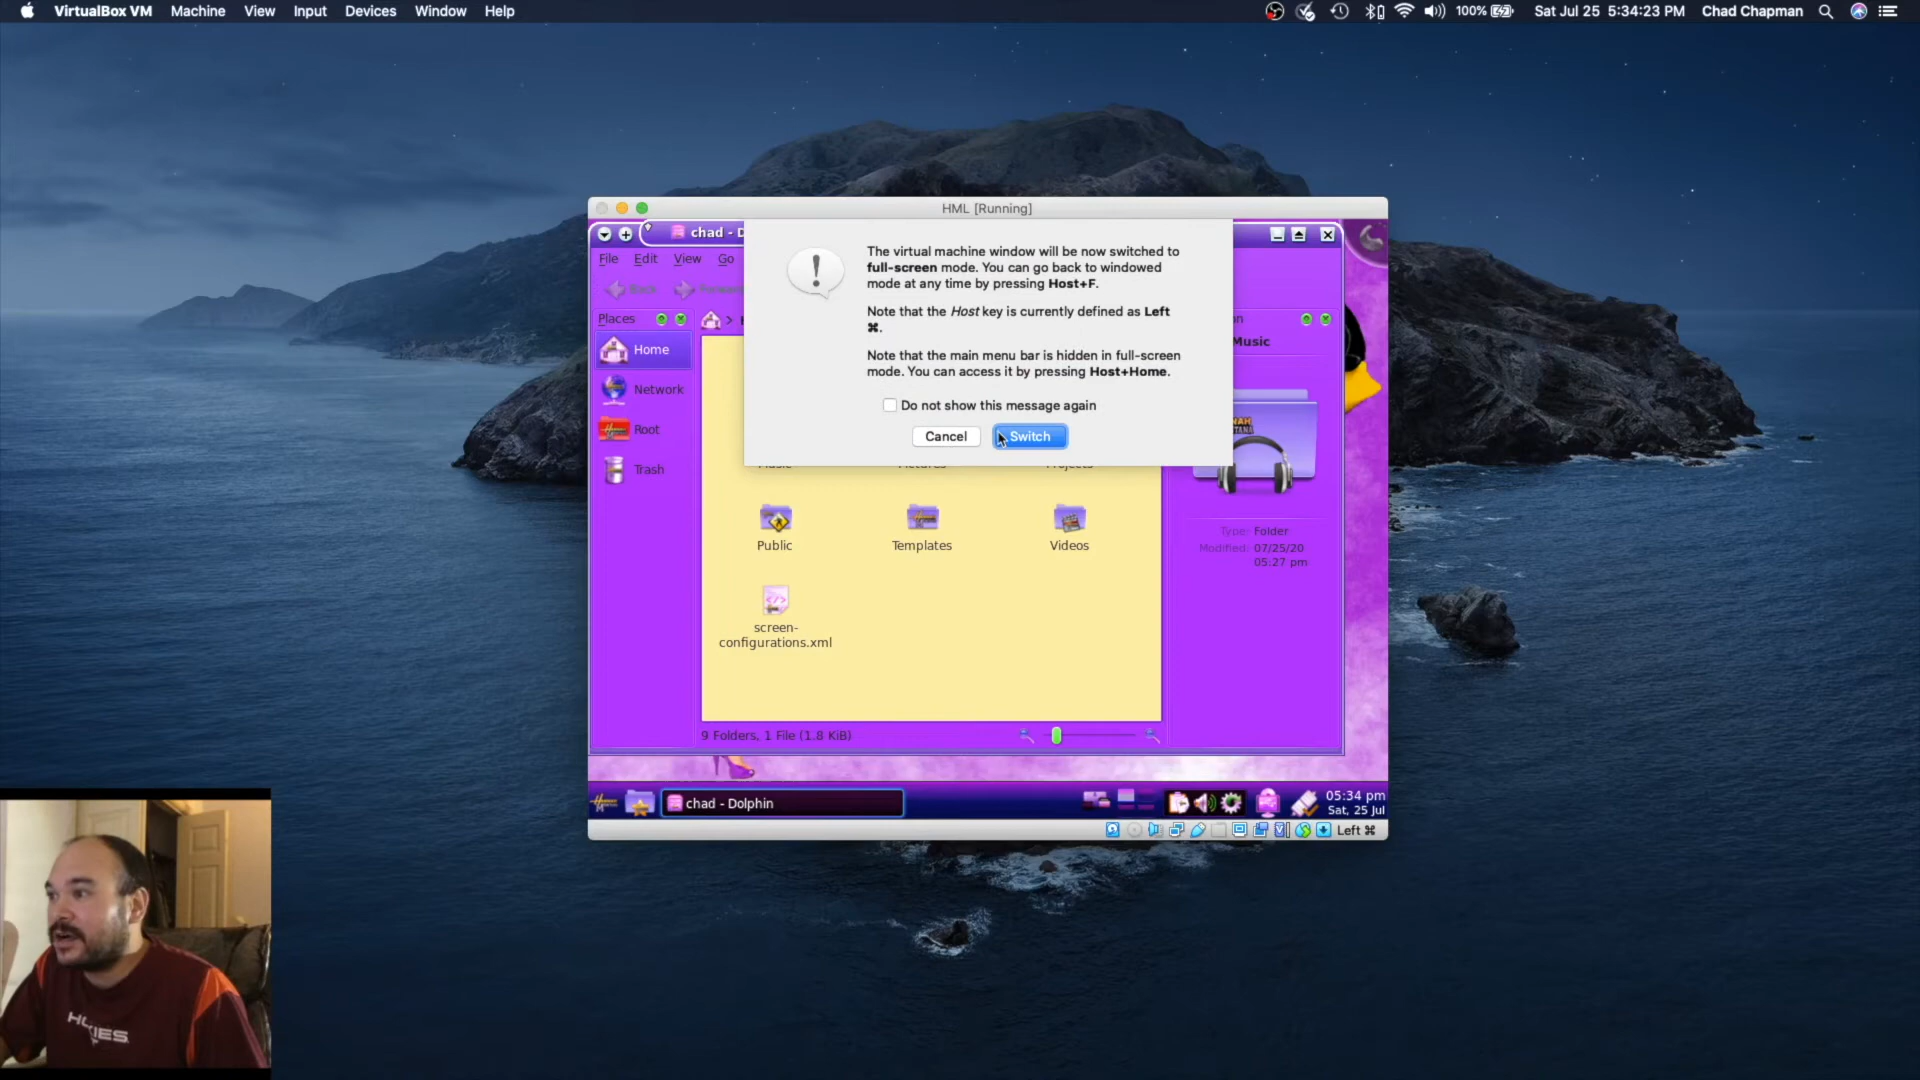 VirtualBox VM Machine View Input Devices Window Help 100% Sat Jul 25 5:34:23 PM Chad Chapman
HML [Running]
chad - D
File Edit View Go
Back Forward
Places
Home
Network
Root
Trash
The virtual machine window will be now switched to
full-screen mode. You can go back to windowed
mode at any time by pressing Host+F.
Note that the Host key is currently defined as Left
⌘.
Note that the main menu bar is hidden in full-screen
mode. You can access it by pressing Host+Home.
Do not show this message again
Cancel Switch
Music
Music Pictures Projects
Public Templates Videos
Type: Folder
Modified: 07/25/20
05:27 pm
screen-
configurations.xml
9 Folders, 1 File (1.8 KiB)
chad - Dolphin
05:34 pm
Sat, 25 Jul
Left ⌘